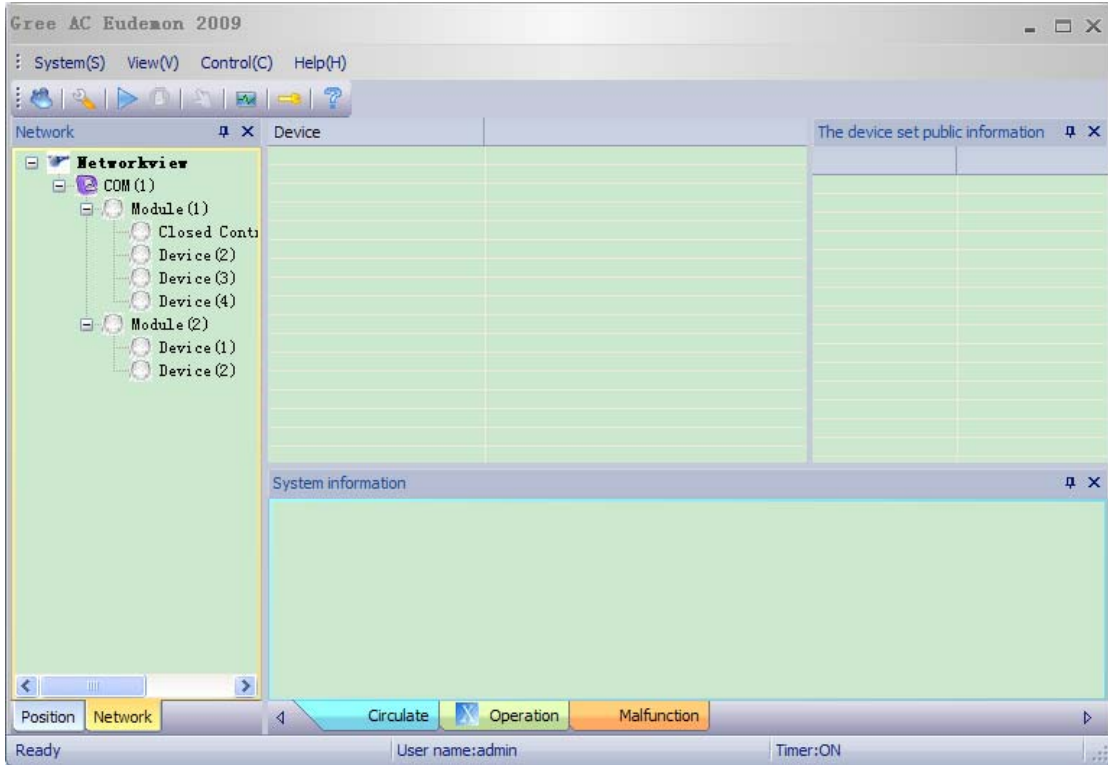 Gree AC Eudemon 2009
System(S) View(V) Control(C) Help(H)
Network
Networkview
COM(1)
Module(1)
Closed Cont
Device(2)
Device(3)
Device(4)
Module(2)
Device(1)
Device(2)
Position Network
Device
The device set public information
System information
Circulate Operation Malfunction
Ready User name:admin Timer:ON